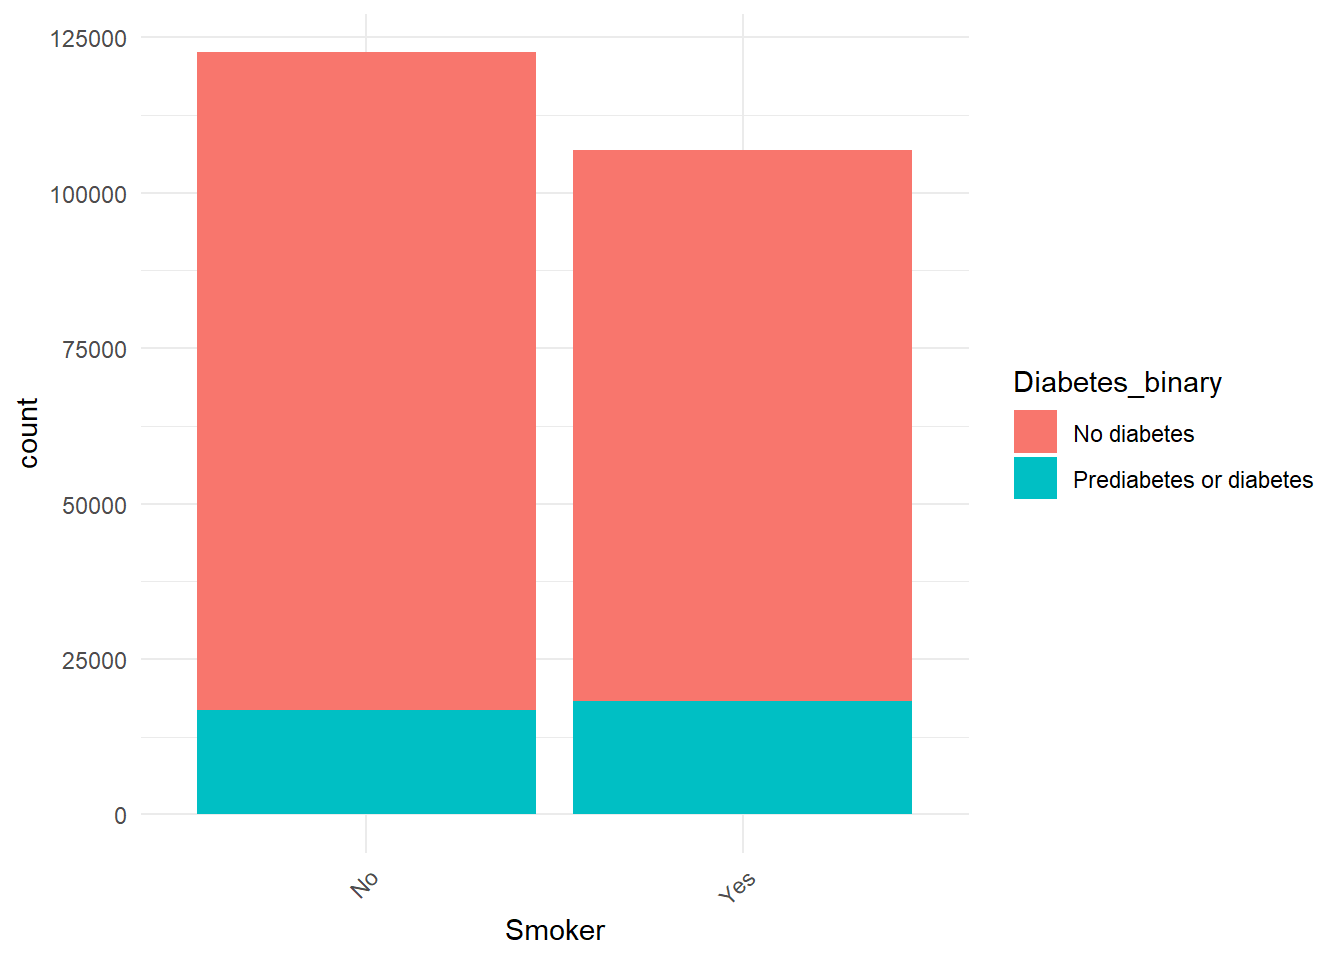 125000
100000
75000
50000
25000
0
count
No
Yes
Smoker
Diabetes_binary
No diabetes
Prediabetes or diabetes